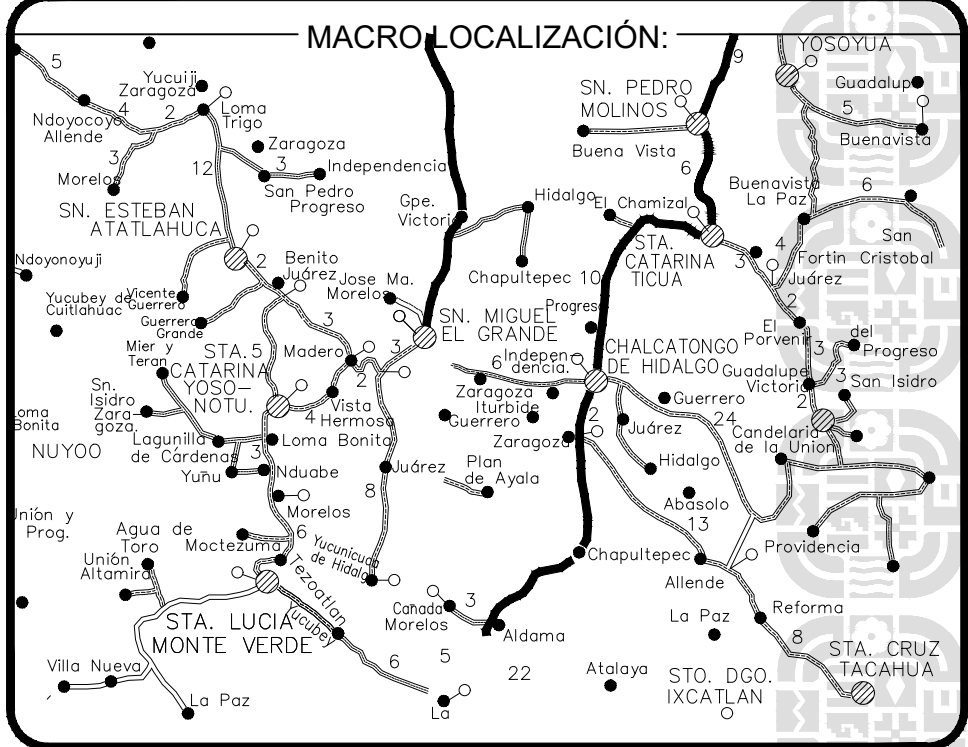 MACRO LOCALIZACIÓN:
5
Yucuiji
Zaragoza
4
2
Loma
Trigo
Ndoyocoyo
Allende
3
Morelos
12
Zaragoza
3
Independencia
San Pedro
Progreso
SN. ESTEBAN
ATATLAHUCA
Ndoyonoyuji
2
Benito
Juárez
Vicente
Guerrero
Guerrero
Grande
Yucubey de
Cuitláhuac
Mier y
Teran
Jose Ma.
Morelos
Gpe.
Victoria
Hidalgo
Chapultepec
SN. MIGUEL
EL GRANDE
3
3
Madero
2
STA.
5
CATARINA
YOSO-
NOTU.
4
Vista
Hermosa
Sn.
Isidro
Zara-
goza.
Loma
Bonita
NUYOO
Lagunilla
de Cárdenas
Loma Bonita
3
Yuñu
Nduabe
Morelos
Juárez
8
Unión y
Prog.
Agua de
Toro
Moctezuma
6
Unión
Altamira
Yucunicuca
de Hidalgo
Tezoatlan
Yucubey
STA. LUCIA
MONTE VERDE
6
Villa Nueva
La Paz
La
5
22
Cañada
Morelos
3
Aldama
9
SN. PEDRO
MOLINOS
Buena Vista
6
El Chamizal
STA.
CATARINA
TICUA
3
10
Progreso
YOSOYUA
Guadalup
5
Buenavista
Buenavista
La Paz
6
San
Cristobal
4
Fortin
Juárez
2
El
Porvenir
3
del
Progreso
Guadalupe
Victoria
3
San Isidro
2
CHALCATONGO
DE HIDALGO
6
Indepen-
dencia.
Zaragoza
Iturbide
Guerrero
Zaragoza
2
Guerrero
24
Juárez
Candelaria
de la Union
Plan
de Ayala
Hidalgo
Abasolo
13
Providencia
Chapultepec
Allende
La Paz
Reforma
8
STA. CRUZ
TACAHUA
Atalaya
STO. DGO.
IXCATLAN